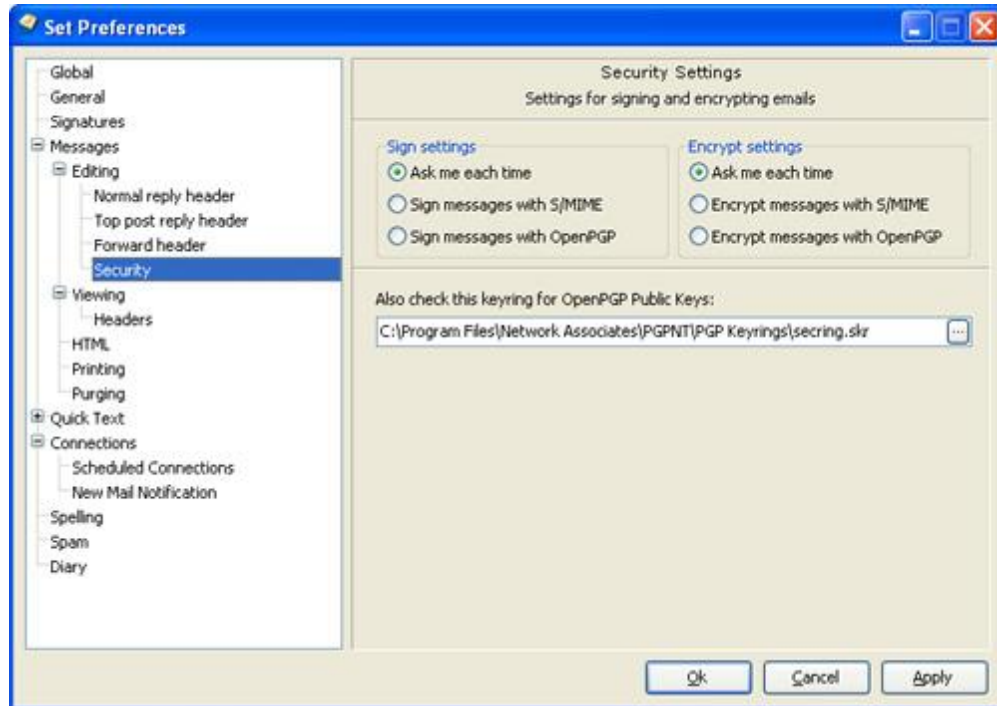 Set Preferences
Global
General
Signatures
Messages
Editing
Normal reply header
Top post reply header
Forward header
Security
Viewing
Headers
HTML
Printing
Purging
Quick Text
Connections
Scheduled Connections
New Mail Notification
Spelling
Spam
Diary
Security Settings
Settings for signing and encrypting emails
Sign settings
Ask me each time
Sign messages with S/MIME
Sign messages with OpenPGP
Encrypt settings
Ask me each time
Encrypt messages with S/MIME
Encrypt messages with OpenPGP
Also check this keyring for OpenPGP Public Keys:
C:\Program Files\Network Associates\PGPNT\PGP Keyrings\secring.skr
...
Ok
Cancel
Apply